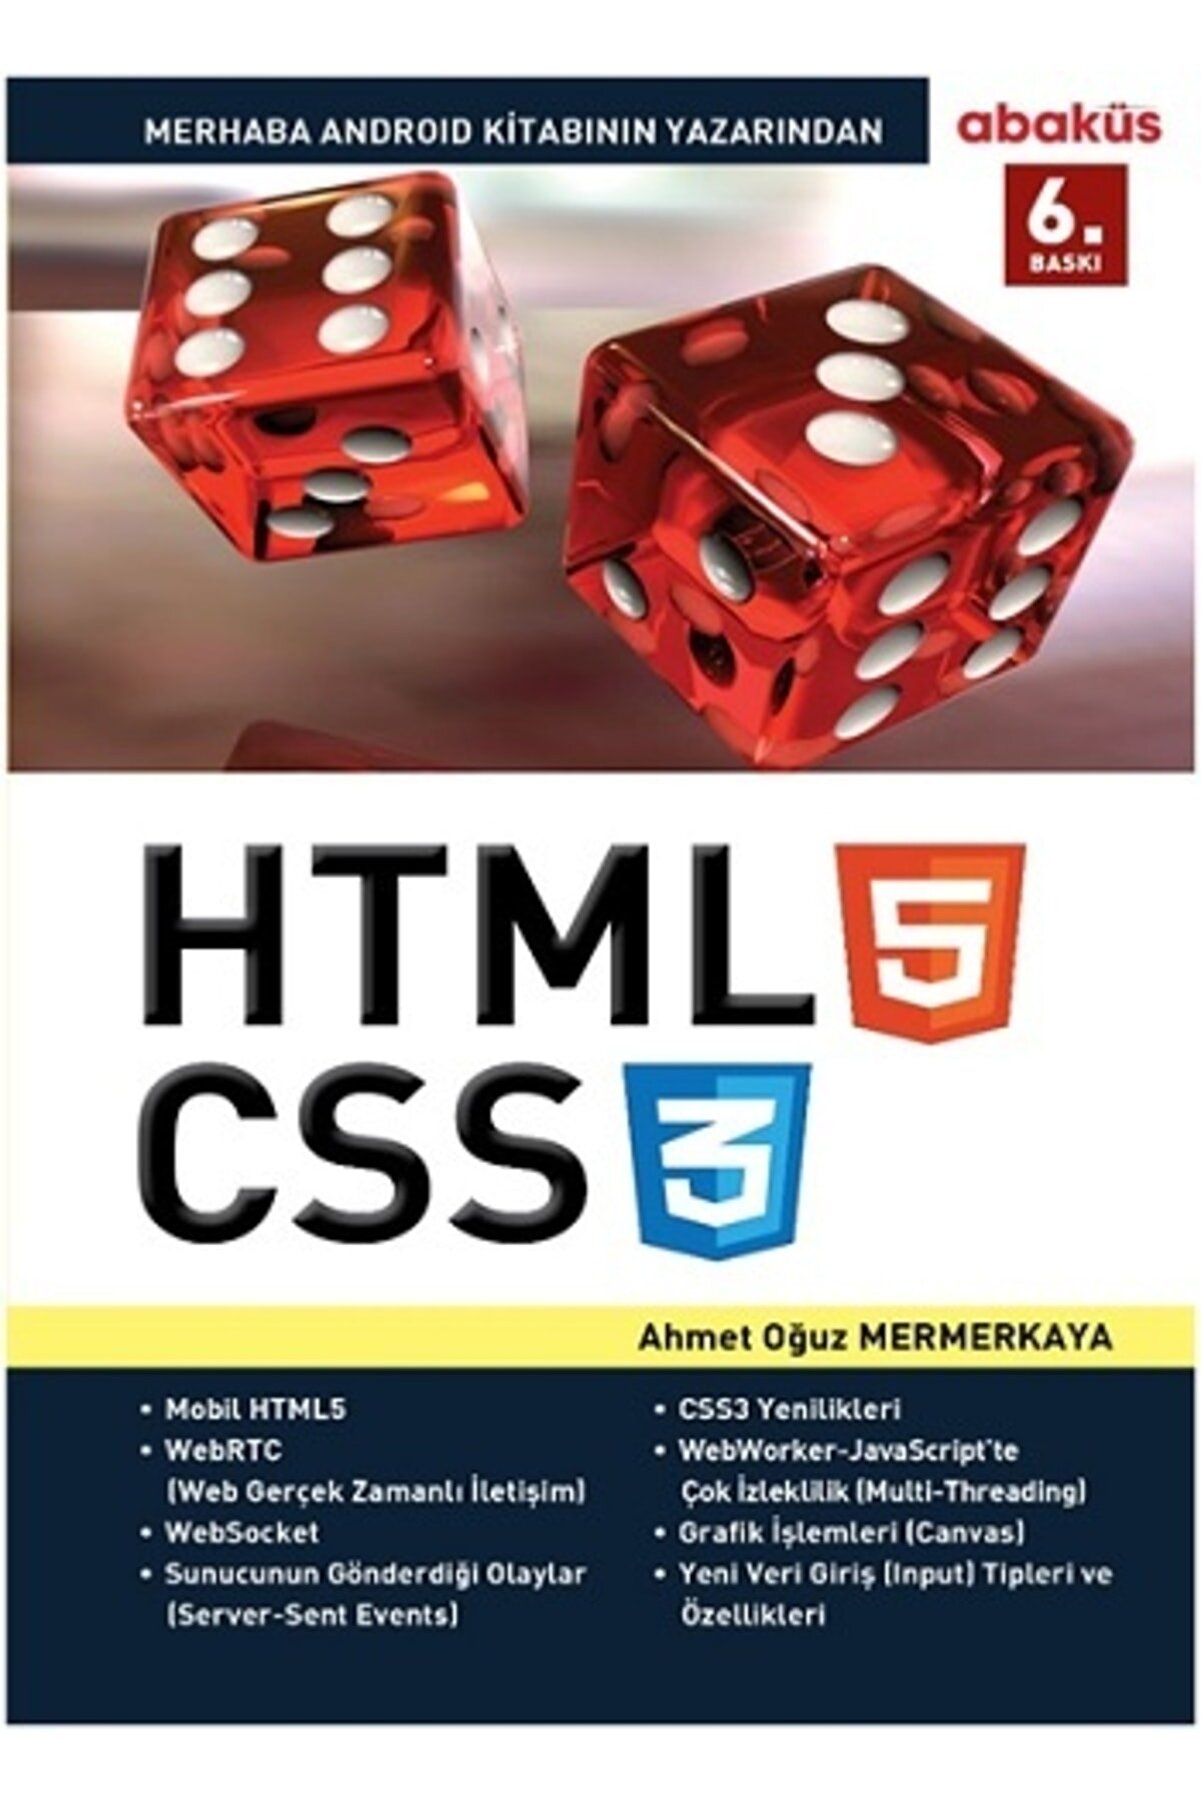 MERHABA ANDROID KİTABININ YAZARINDAN
abaküs
6.
BASKI
HTML 5
CSS 3
Ahmet Oğuz MERMERKAYA
• Mobil HTML5
• WebRTC
(Web Gerçek Zamanlı İletişim)
• WebSocket
• Sunucunun Gönderdiği Olaylar
(Server-Sent Events)
• CSS3 Yenilikleri
• WebWorker-JavaScript'te
Çok İzleklilik (Multi-Threading)
• Grafik İşlemleri (Canvas)
• Yeni Veri Giriş (Input) Tipleri ve
Özellikleri